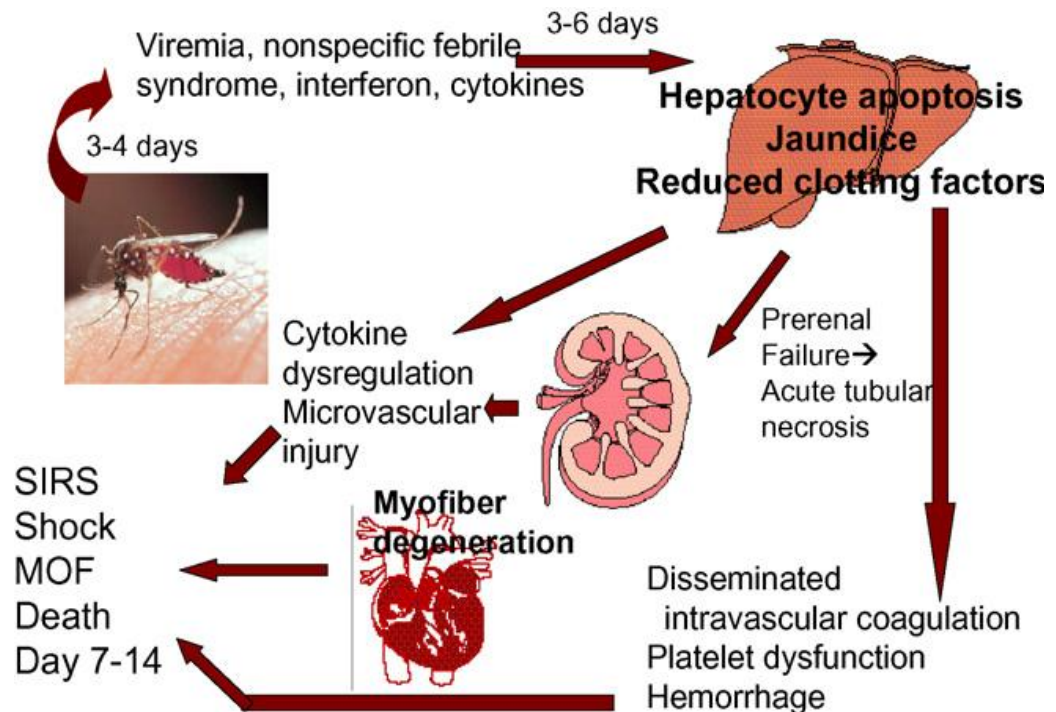 3-6 days
Viremia, nonspecific febrile
syndrome, interferon, cytokines
Hepatocyte apoptosis
Jaundice
Reduced clotting factors
3-4 days
Cytokine
dysregulation
Microvascular
injury
Prerenal
Failure→
Acute tubular
necrosis
SIRS
Shock
MOF
Death
Day 7-14
Myofiber
degeneration
Disseminated
intravascular coagulation
Platelet dysfunction
Hemorrhage